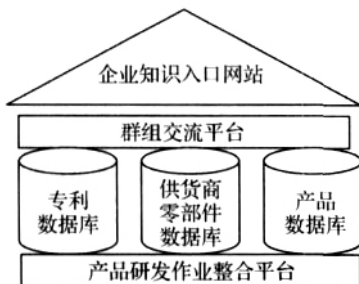 企业知识入口网站
群组交流平台
专利
数据库
供货商
零部件
数据库
产品
数据库
产品研发作业整合平台